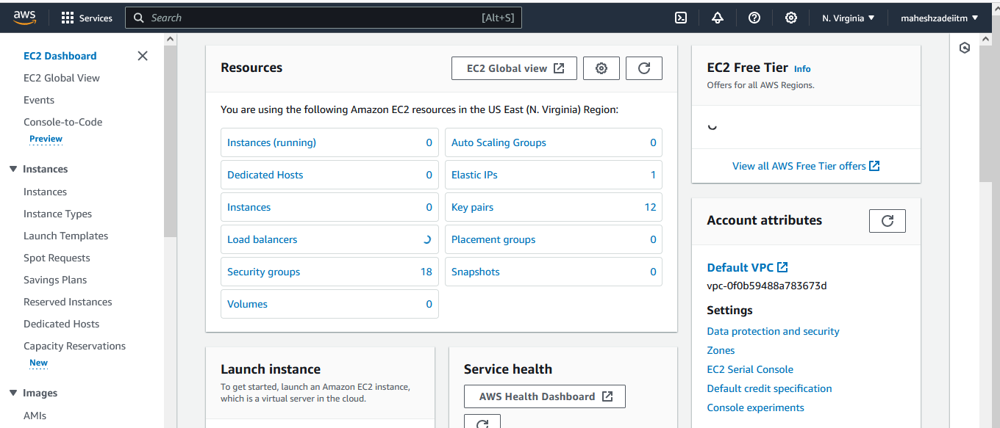 aws
Services
Search
[Alt+S]
N. Virginia
maheshzadeiitm
EC2 Dashboard
EC2 Global View
Events
Console-to-Code
Preview
Instances
Instances
Instance Types
Launch Templates
Spot Requests
Savings Plans
Reserved Instances
Dedicated Hosts
Capacity Reservations
New
Images
AMIs
Resources
EC2 Global view
You are using the following Amazon EC2 resources in the US East (N. Virginia) Region:
Instances (running) 0
Auto Scaling Groups 0
Dedicated Hosts 0
Elastic IPs 1
Instances 0
Key pairs 12
Load balancers
Placement groups 0
Security groups 18
Snapshots 0
Volumes 0
Launch instance
To get started, launch an Amazon EC2 instance,
which is a virtual server in the cloud.
Service health
AWS Health Dashboard
EC2 Free Tier Info
Offers for all AWS Regions.
View all AWS Free Tier offers
Account attributes
Default VPC
vpc-0f0b59488a783673d
Settings
Data protection and security
Zones
EC2 Serial Console
Default credit specification
Console experiments